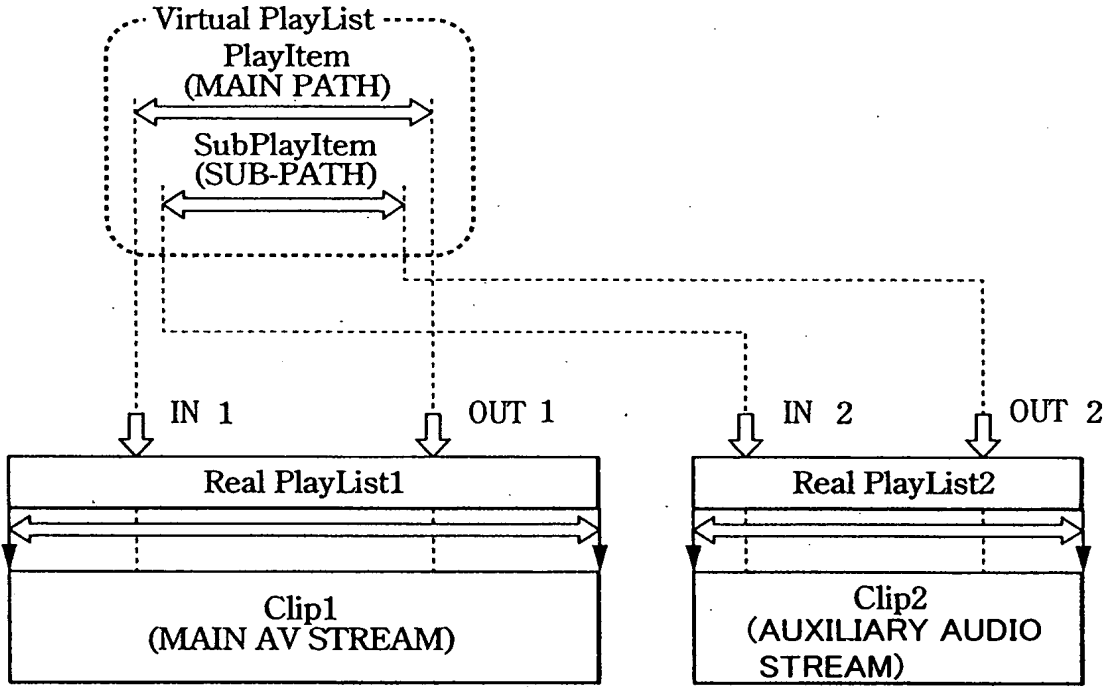 Virtual PlayList
PlayItem
(MAIN PATH)
SubPlayItem
(SUB-PATH)
IN 1
OUT 1
IN 2
OUT 2
Real PlayList1
Real PlayList2
Clip1
(MAIN AV STREAM)
Clip2
(AUXILIARY AUDIO
STREAM)